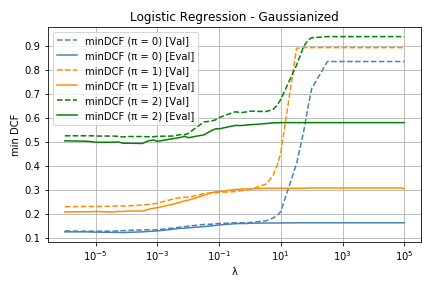 Logistic Regression - Gaussianized
minDCF (π = 0) [Val]
minDCF (π = 0) [Eval]
minDCF (π = 1) [Val]
minDCF (π = 1) [Eval]
minDCF (π = 2) [Val]
minDCF (π = 2) [Eval]
min DCF
0.9
0.8
0.7
0.6
0.5
0.4
0.3
0.2
0.1
10⁻⁵ 10⁻³ 10⁻¹ 10¹ 10³ 10⁵
λ